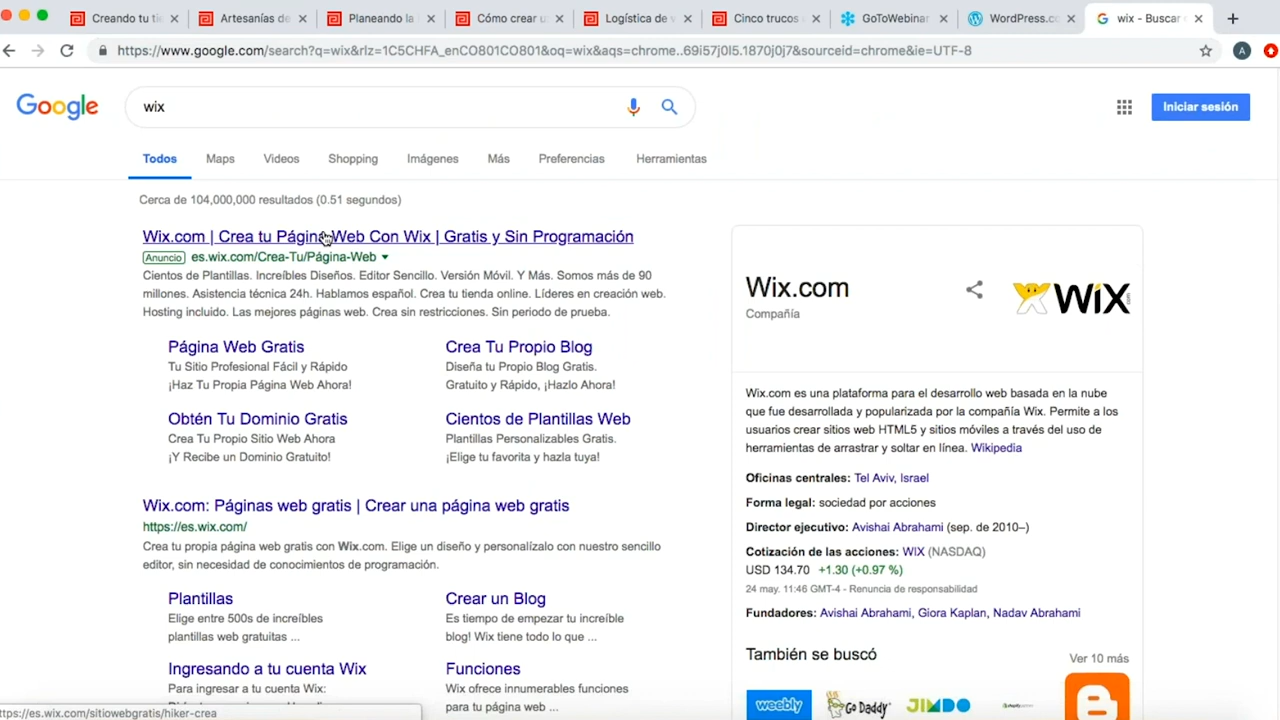 Creando tu ti
Artesanías de
Planeando la
Cómo crear u
Logística de v
Cinco trucos
GoToWebinar
WordPress.co
wix - Buscar
https://www.google.com/search?q=wix&rlz=1C5CHFA_enCO801CO801&oq=wix&aqs=chrome..69i57j0l5.1870j0j7&sourceid=chrome&ie=UTF-8
A
Google
wix
Iniciar sesión
Todos
Maps
Videos
Shopping
Imágenes
Más
Preferencias
Herramientas
Cerca de 104,000,000 resultados (0.51 segundos)
Wix.com | Crea tu Página Web Con Wix | Gratis y Sin Programación
Anuncio es.wix.com/Crea-Tu/Página-Web
Cientos de Plantillas. Increíbles Diseños. Editor Sencillo. Versión Móvil. Y Más. Somos más de 90
millones. Asistencia técnica 24h. Hablamos español. Crea tu tienda online. Líderes en creación web.
Hosting incluido. Las mejores páginas web. Crea sin restricciones. Sin periodo de prueba.
Página Web Gratis
Tu Sitio Profesional Fácil y Rápido
¡Haz Tu Propia Página Web Ahora!
Crea Tu Propio Blog
Diseña tu Propio Blog Gratis.
Gratuito y Rápido, ¡Hazlo Ahora!
Obtén Tu Dominio Gratis
Crea Tu Propio Sitio Web Ahora
¡Y Recibe un Dominio Gratuito!
Cientos de Plantillas Web
Plantillas Personalizables Gratis.
¡Elige tu favorita y hazla tuya!
Wix.com: Páginas web gratis | Crear una página web gratis
https://es.wix.com/
Crea tu propia página web gratis con Wix.com. Elige un diseño y personalízalo con nuestro sencillo
editor, sin necesidad de conocimientos de programación.
Plantillas
Elige entre 500s de increíbles
plantillas web gratuitas ...
Crear un Blog
Es tiempo de empezar tu increíble
blog! Wix tiene todo lo que ...
Ingresando a tu cuenta Wix
Para ingresar a tu cuenta Wix:
Funciones
Wix ofrece innumerables funciones
para tu página web ...
ttps://es.wix.com/sitiowebgratis/hiker-crea
Wix.com
Compañía
WiX.com
Wix.com es una plataforma para el desarrollo web basada en la nube
que fue desarrollada y popularizada por la compañía Wix. Permite a los
usuarios crear sitios web HTML5 y sitios móviles a través del uso de
herramientas de arrastrar y soltar en línea. Wikipedia
Oficinas centrales: Tel Aviv, Israel
Forma legal: sociedad por acciones
Director ejecutivo: Avishai Abrahami (sep. de 2010–)
Cotización de las acciones: WIX (NASDAQ)
USD 134.70 +1.30 (+0.97 %)
24 may. 11:46 GMT-4 - Renuncia de responsabilidad
Fundadores: Avishai Abrahami, Giora Kaplan, Nadav Abrahami
También se buscó
Ver 10 más
weebly
Go Daddy
JIMDO